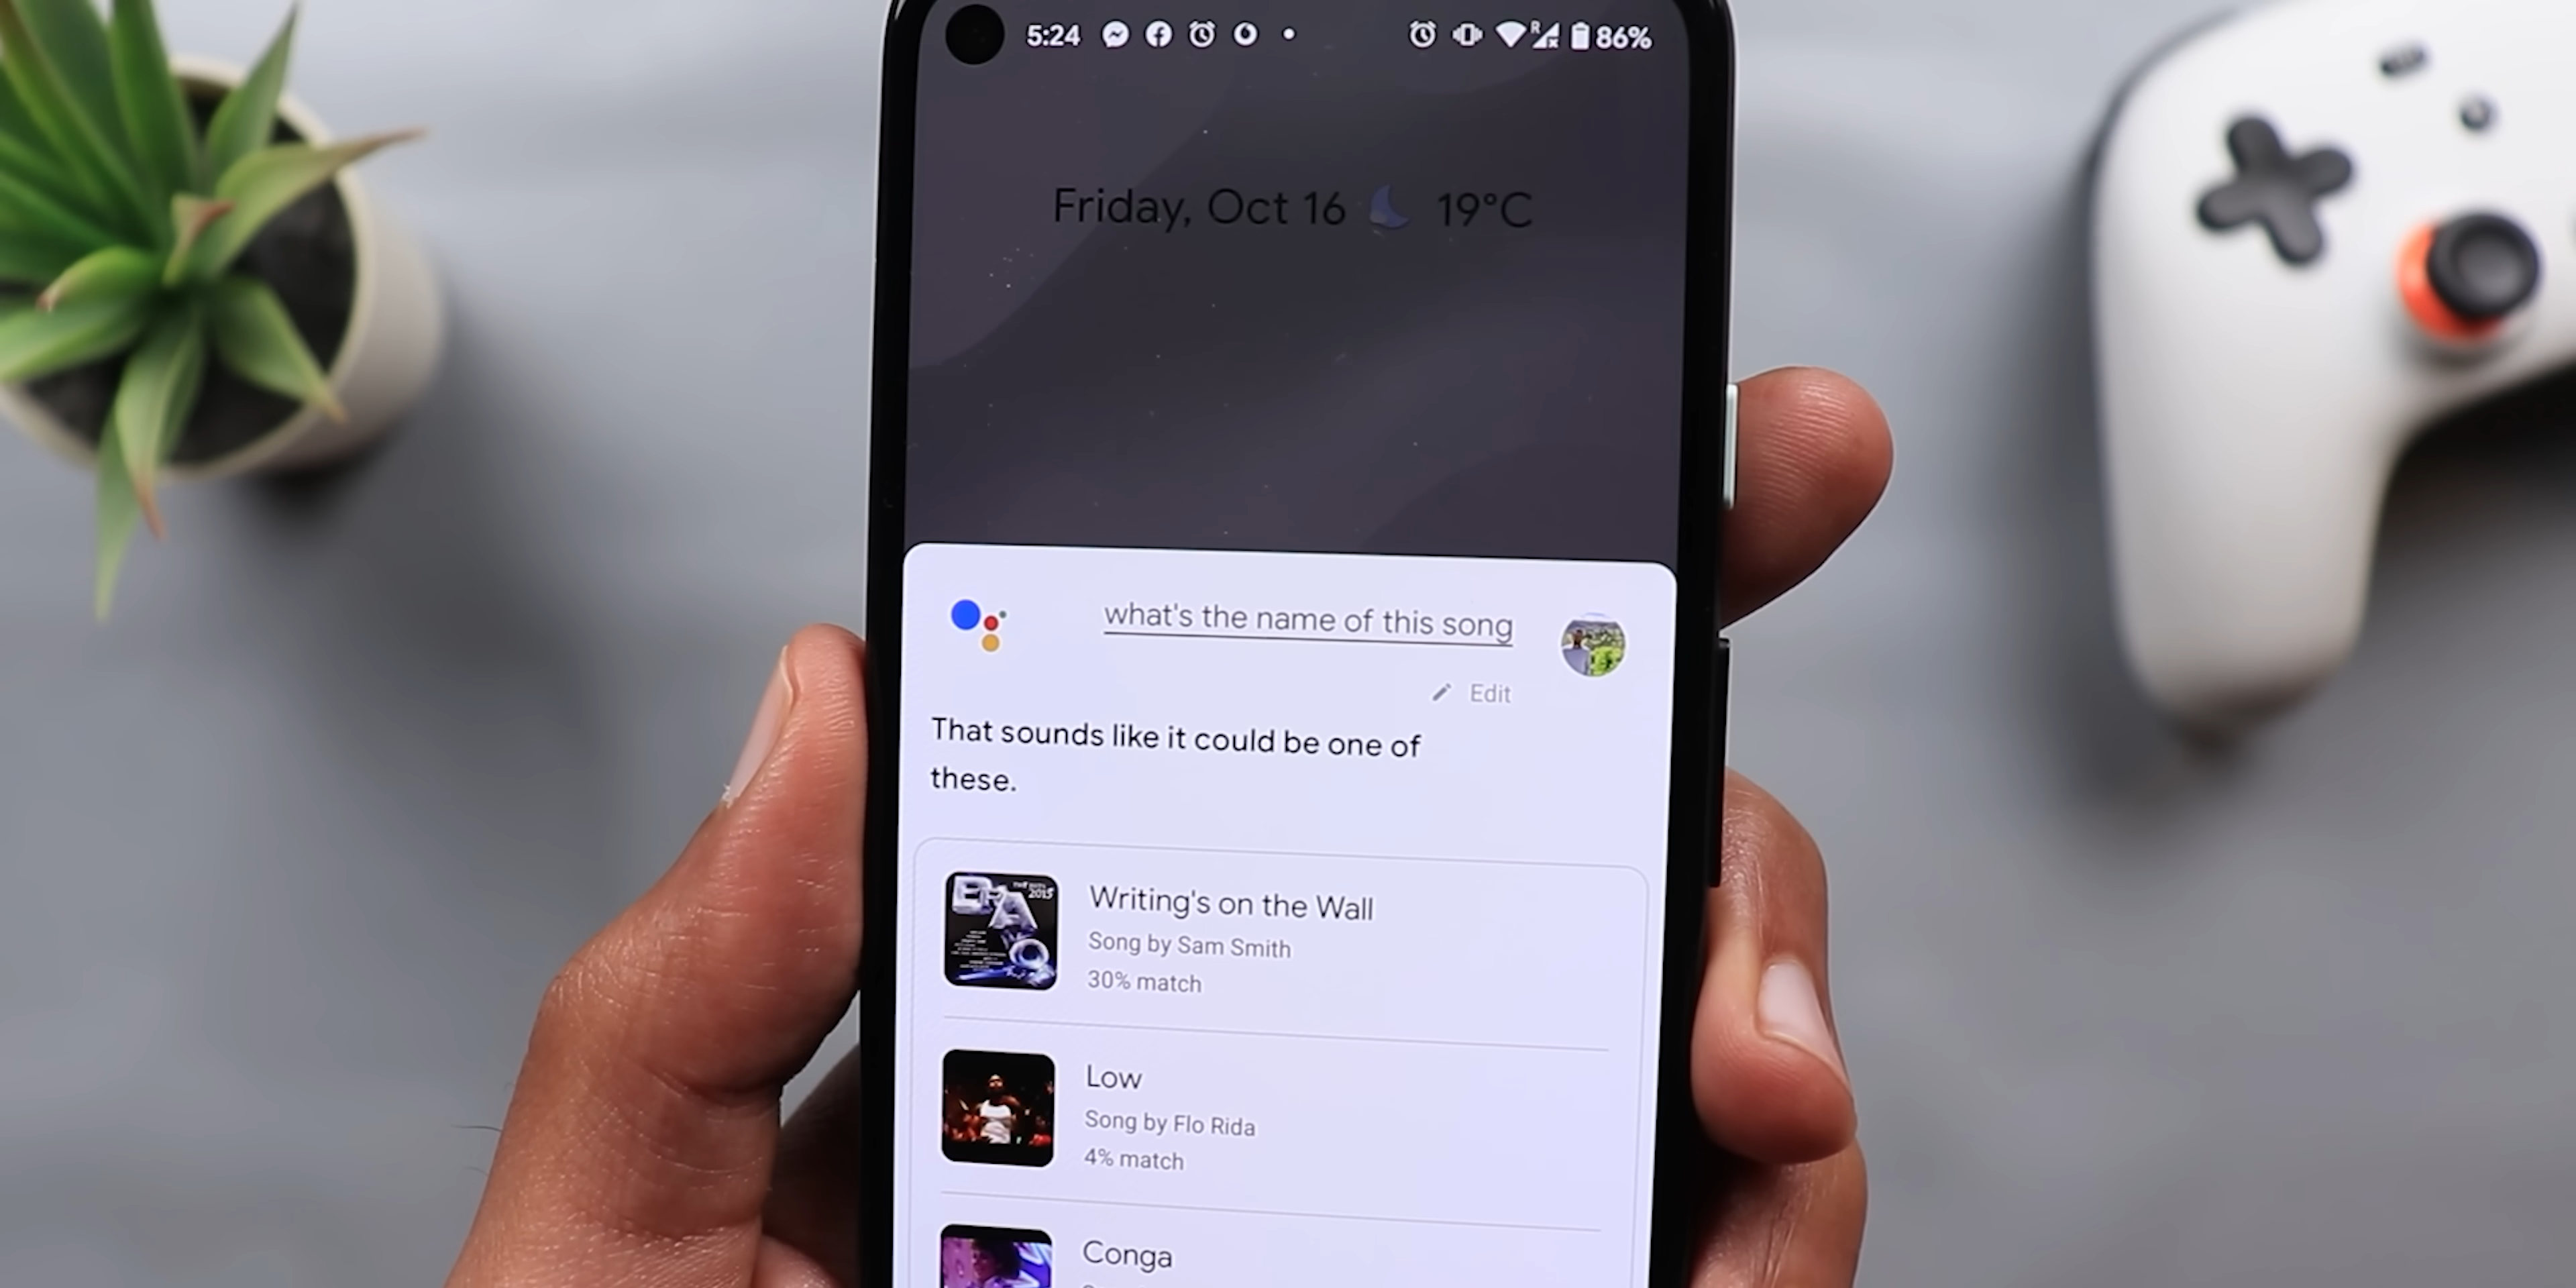 5:24
86%
Friday, Oct 16 19°C
what's the name of this song
Edit
That sounds like it could be one of
these.
2015
Writing's on the Wall
Song by Sam Smith
30% match
Low
Song by Flo Rida
4% match
Conga